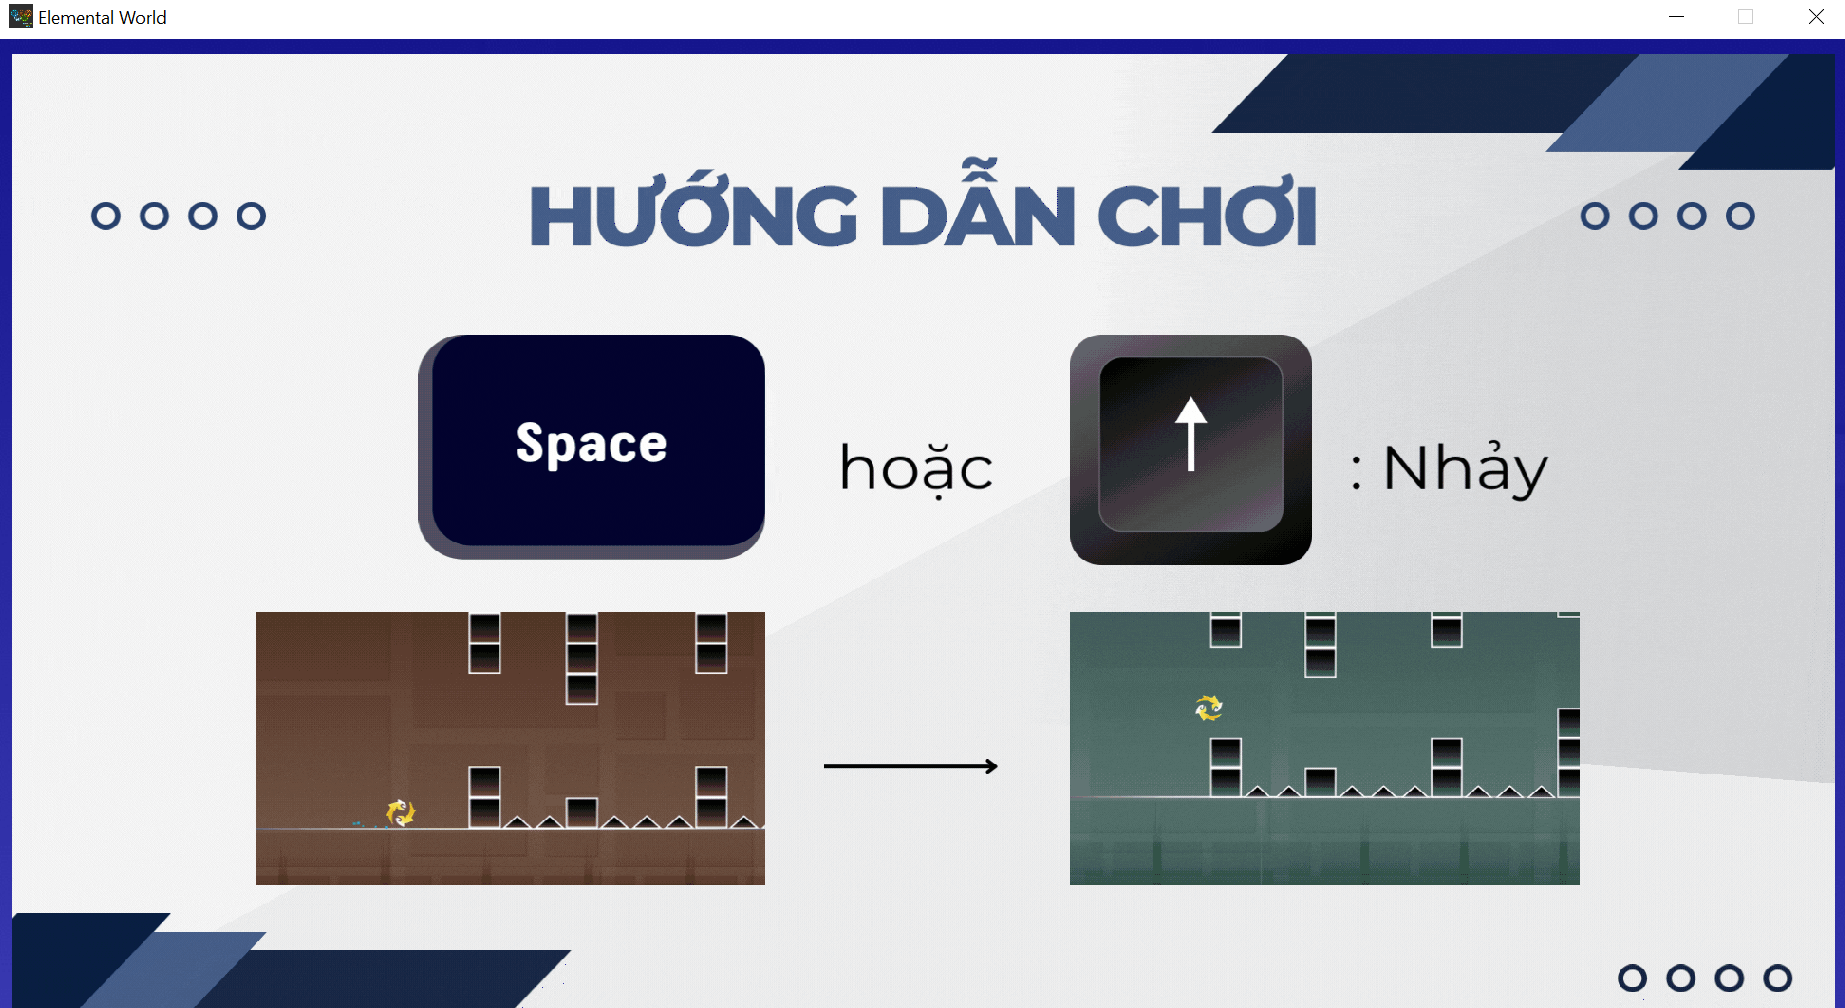 Elemental World
HƯỚNG DẪN CHƠI
Space hoặc ↑ : Nhảy